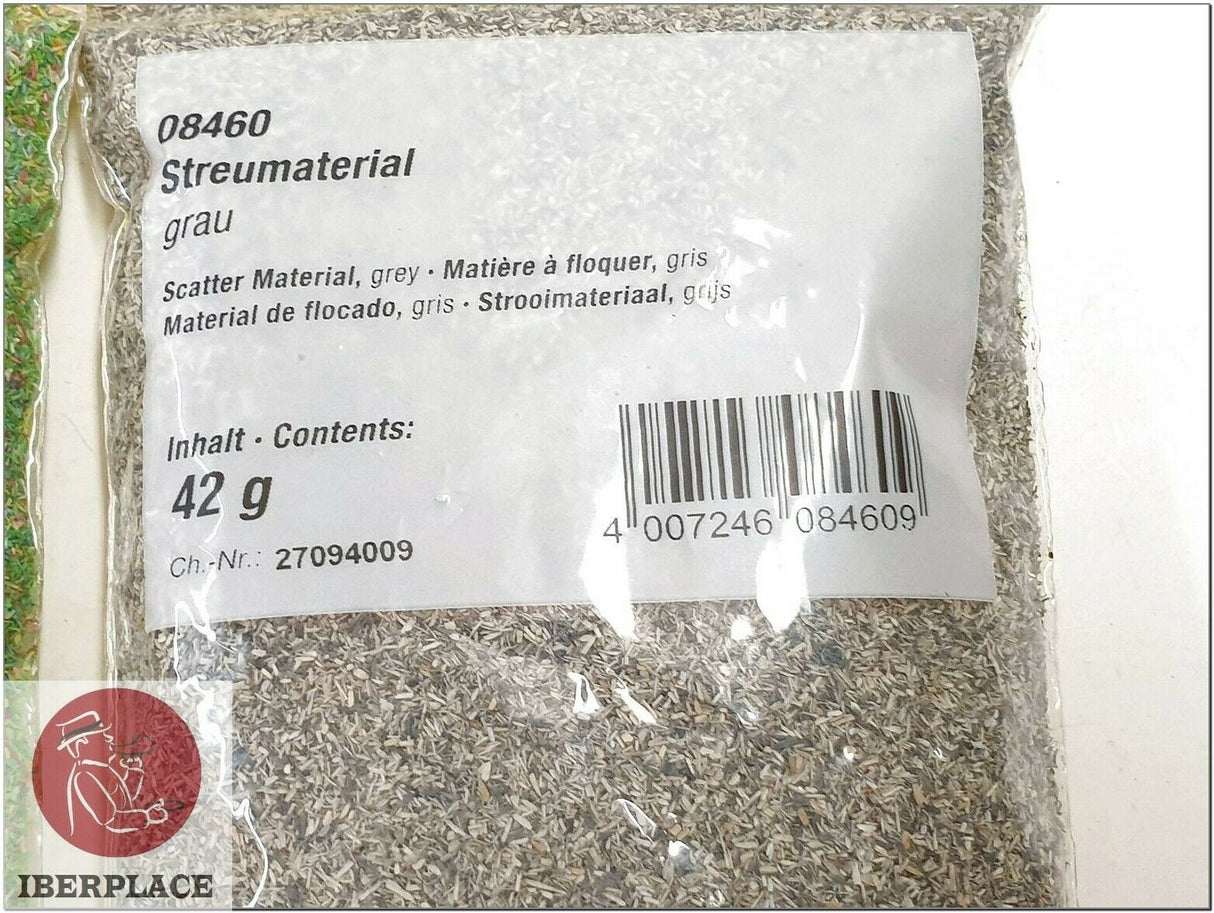 08460
Streumaterial
grau
Scatter Material, grey · Matière à floquer, gris
Material de flocado, gris · Strooimateriaal, grijs
Inhalt · Contents:
42 g
Ch.-Nr.: 27094009
4 007246 084609
IBERPLACE